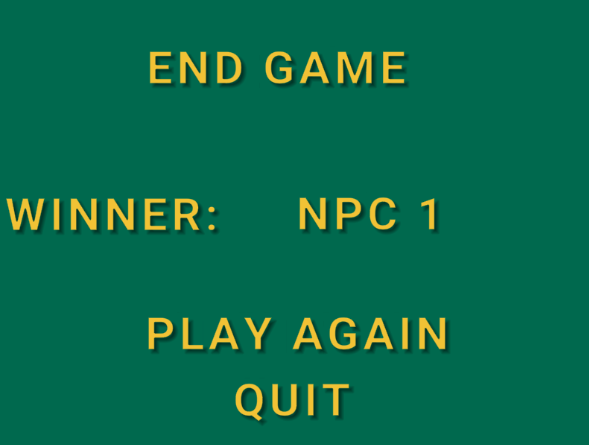 END GAME
WINNER: NPC 1
PLAY AGAIN
QUIT